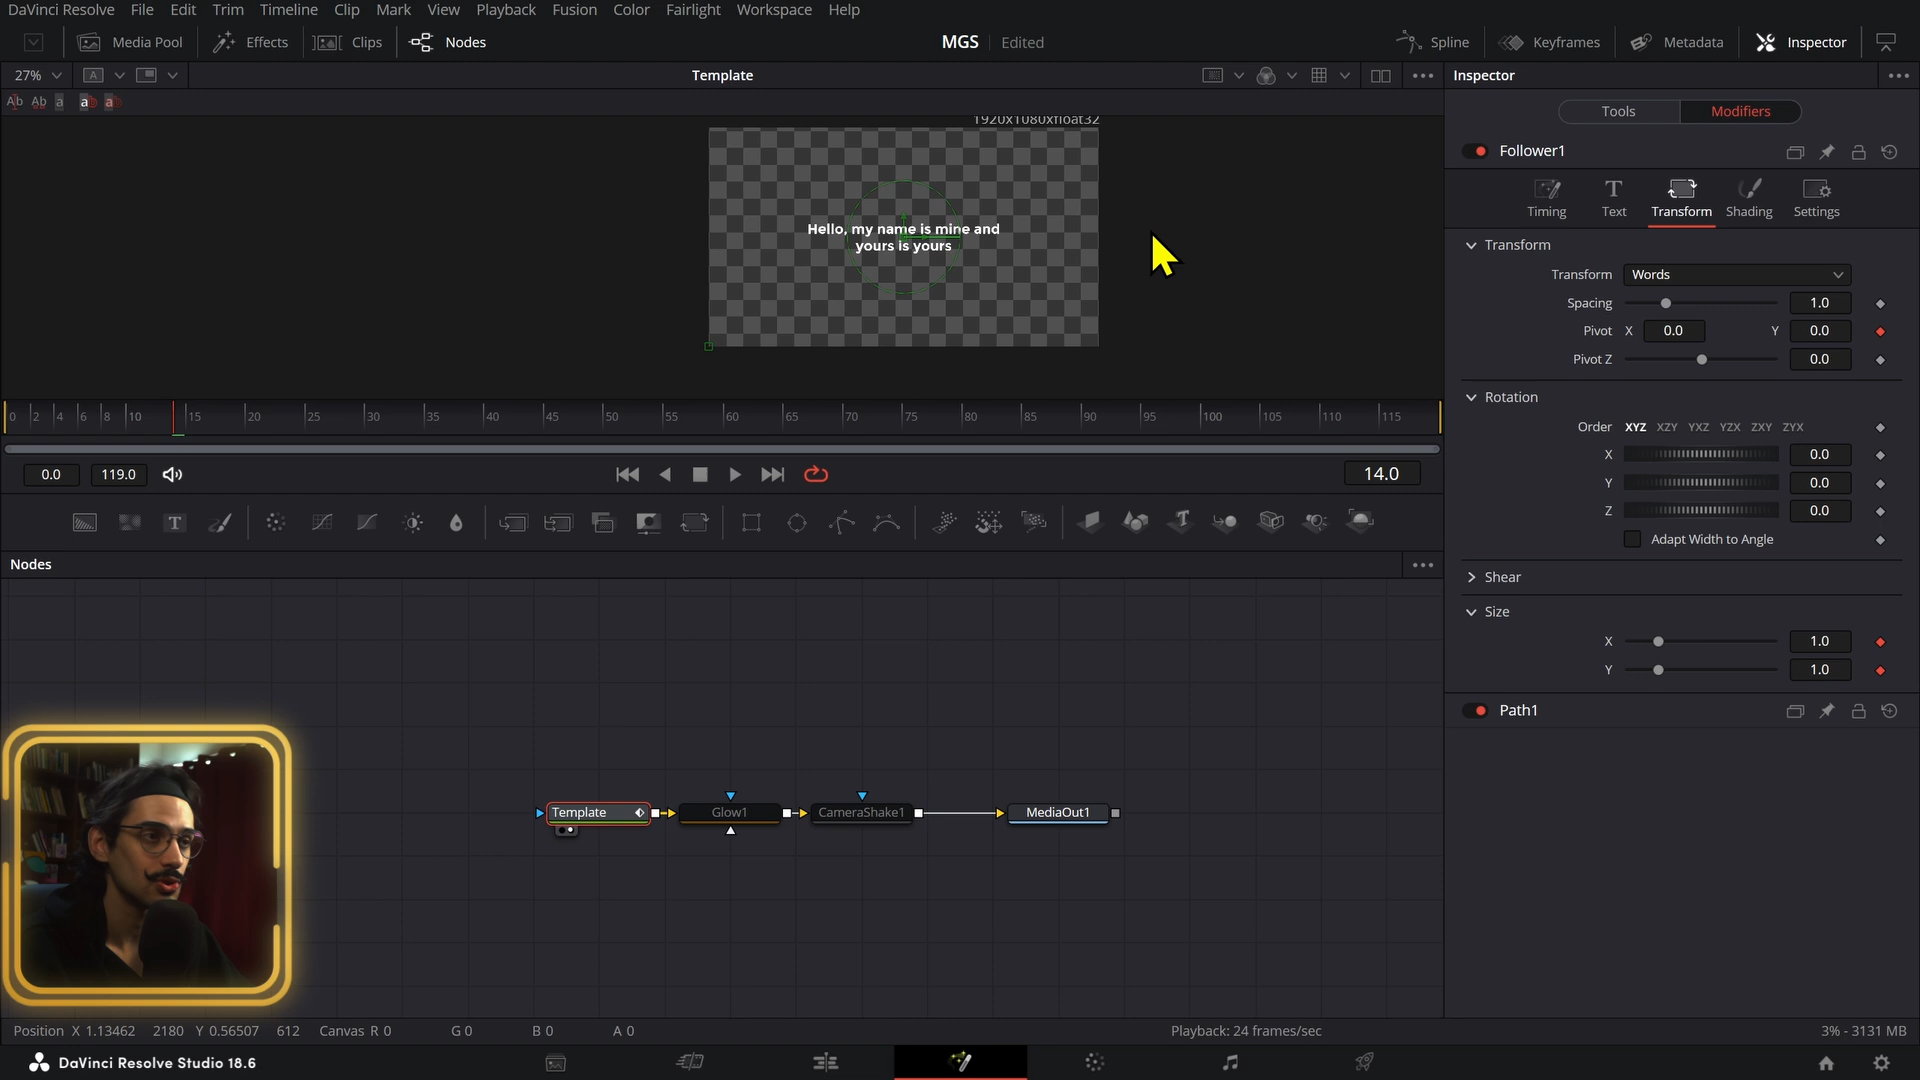 DaVinci Resolve File Edit Trim Timeline Clip Mark View Playback Fusion Color Fairlight Workspace Help
Media Pool Effects Clips Nodes MGS Edited Spline Keyframes Metadata Inspector
27% A Template Inspector
Ab Ab a a a
1920x1080xfloat32
Tools Modifiers
Follower1
Timing Text Transform Shading Settings
Hello, my name is mine and
yours is yours
Transform
Transform Words
Spacing 1.0
Pivot X 0.0 Y 0.0
Pivot Z 0.0
Rotation
Order XYZ XZY YXZ YZX ZXY ZYX
X 0.0
Y 0.0
Z 0.0
Adapt Width to Angle
Shear
Size
X 1.0
Y 1.0
Path1
0 2 4 6 8 10 15 20 25 30 35 40 45 50 55 60 65 70 75 80 85 90 95 100 105 110 115
0.0 119.0 14.0
T T
Nodes
Template Glow1 CameraShake1 MediaOut1
Position X 1.13462 2180 Y 0.56507 612 Canvas R 0 G 0 B 0 A 0 Playback: 24 frames/sec 3% - 3131 MB
DaVinci Resolve Studio 18.6